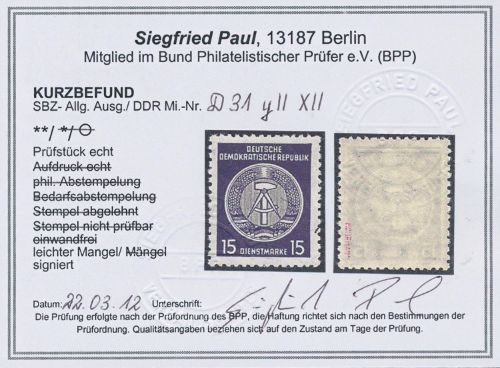 Siegfried Paul, 13187 Berlin
Mitglied im Bund Philatelistischer Prüfer e.V. (BPP)
KURZBEFUND
SBZ- Allg. Ausg./ DDR Mi.-Nr. D 31 y II XII
**/ */ O
Prüfstück echt
Aufdruck echt
phil. Abstempelung
Bedarfsabstempelung
Stempel abgelehnt
Stempel nicht prüfbar
einwandfrei
leichter Mangel/ Mängel
signiert
DEUTSCHE
DEMOKRATISCHE REPUBLIK
15 15
DIENSTMARKE
SIEGFRIED PAUL
Datum: 22.03.12 Unterschrift:
Die Prüfung erfolgte nach der Prüfordnung des BPP, die Haftung richtet sich nach den Bestimmungen der
Prüfordnung. Qualitätsangaben beziehen sich auf den Zustand am Tage der Prüfung.